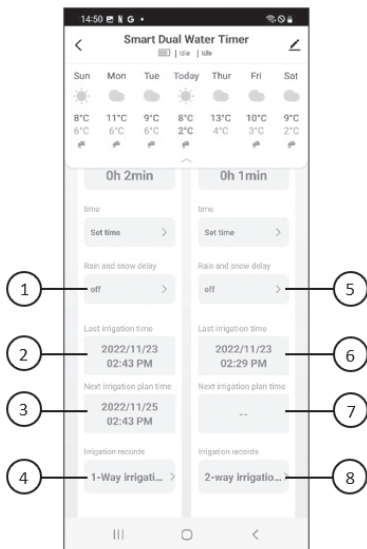 14:50 N G •
Smart Dual Water Timer
| Idle | Idle
Sun Mon Tue Today Thur Fri Sat
8°C 11°C 9°C 8°C 13°C 10°C 9°C
6°C 6°C 6°C 2°C 4°C 3°C 2°C
0h 2min 0h 1min
time time
Set time > Set time >
Rain and snow delay Rain and snow delay
1 off > off > 5
Last irrigation time Last irrigation time
2 2022/11/23 2022/11/23 6
02:43 PM 02:29 PM
Next irrigation plan time Next irrigation plan time
3 2022/11/25 -- 7
02:43 PM
Irrigation records Irrigation records
4 1-Way irrigati... > 2-way irrigatio... > 8